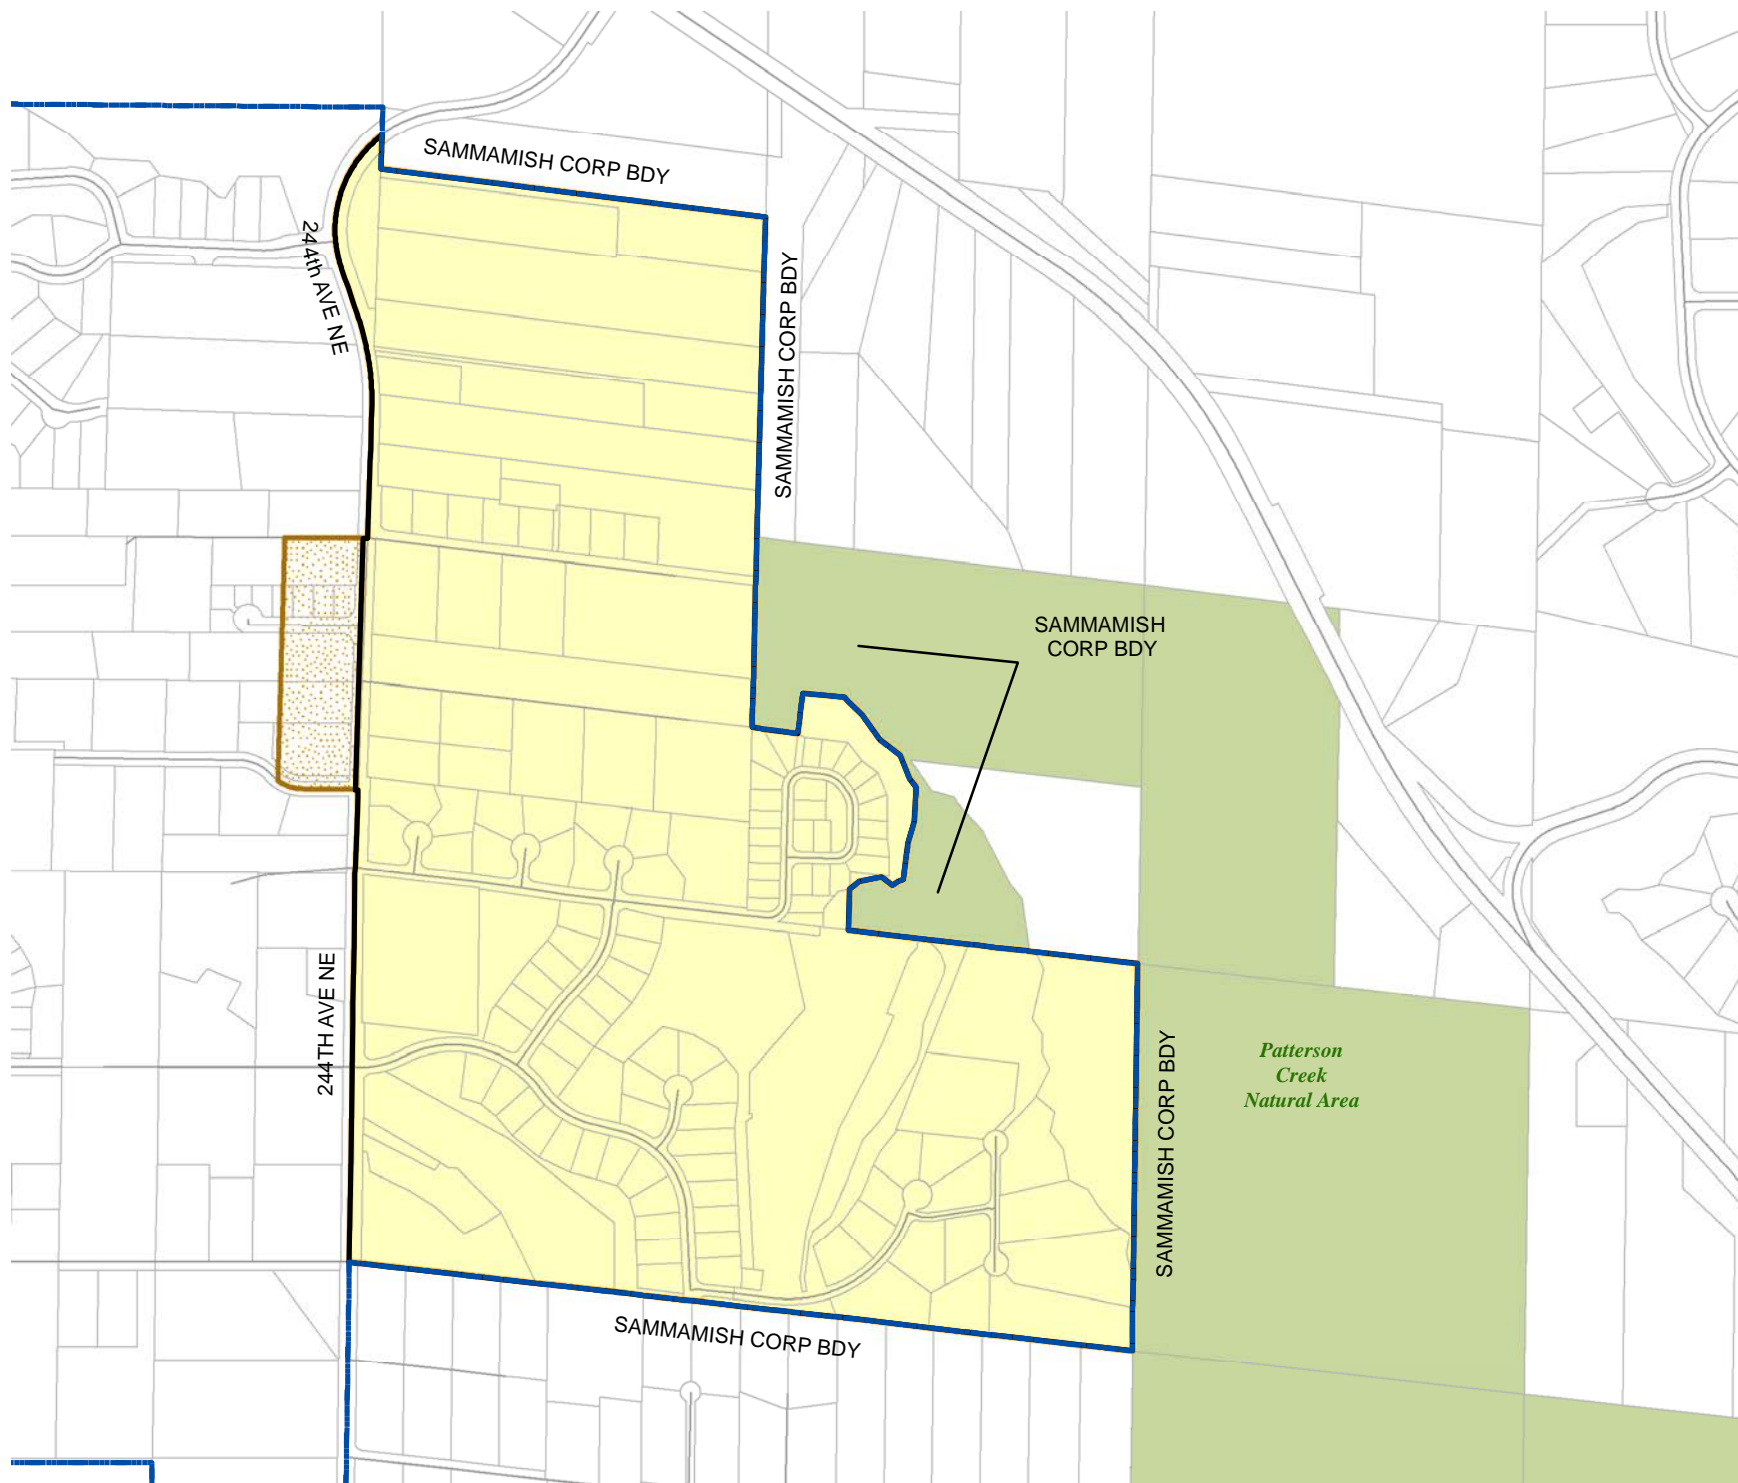 SAMMAMISH CORP BDY
244th AVE NE
SAMMAMISH CORP BDY
SAMMAMISH
CORP BDY
244TH AVE NE
Patterson
Creek
Natural Area
SAMMAMISH CORP BDY
SAMMAMISH CORP BDY